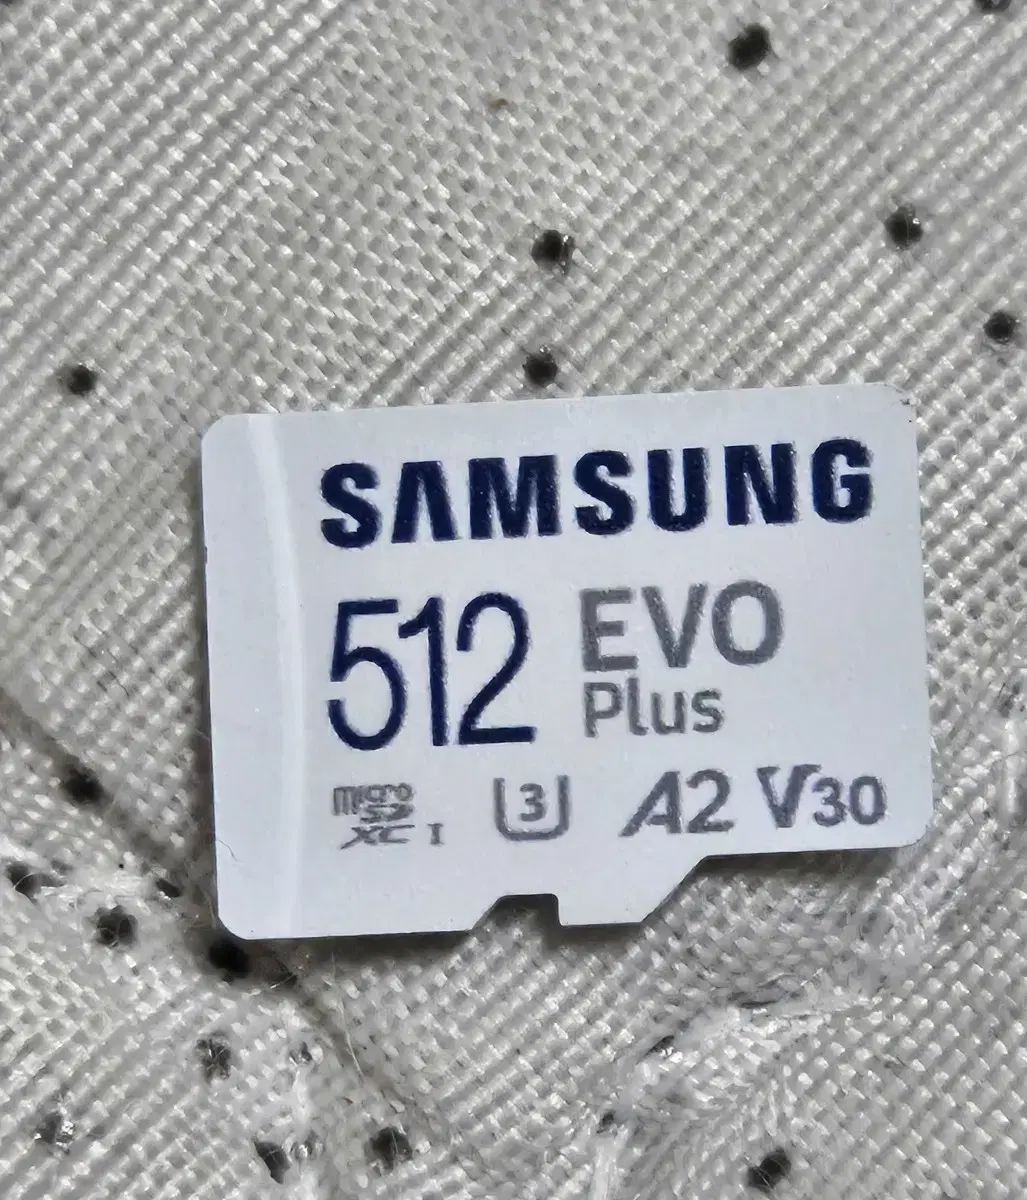 SAMSUNG
512 EVO
Plus
micro
SD
XC I 3 A2 V30